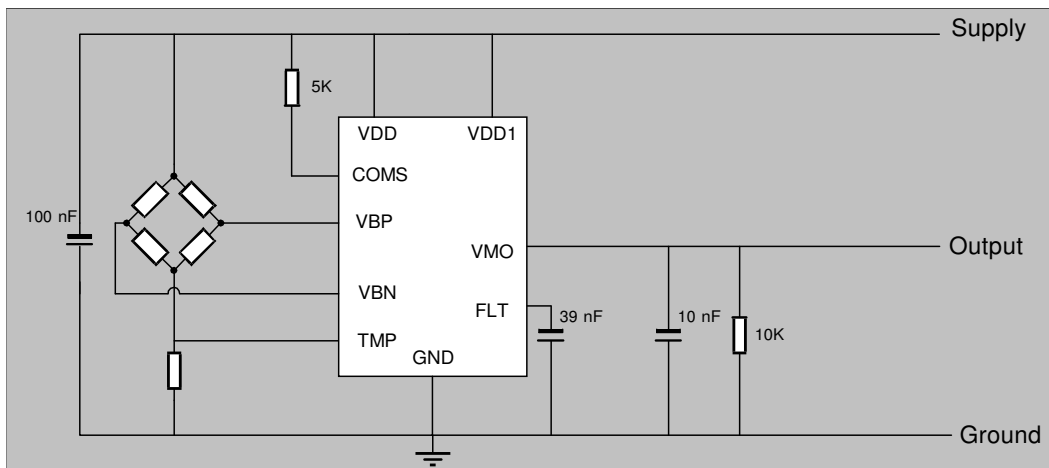 Supply
5K
VDD
VDD1
COMS
100 nF
VBP
VMO
Output
VBN
FLT
39 nF
10 nF
10K
TMP
GND
Ground